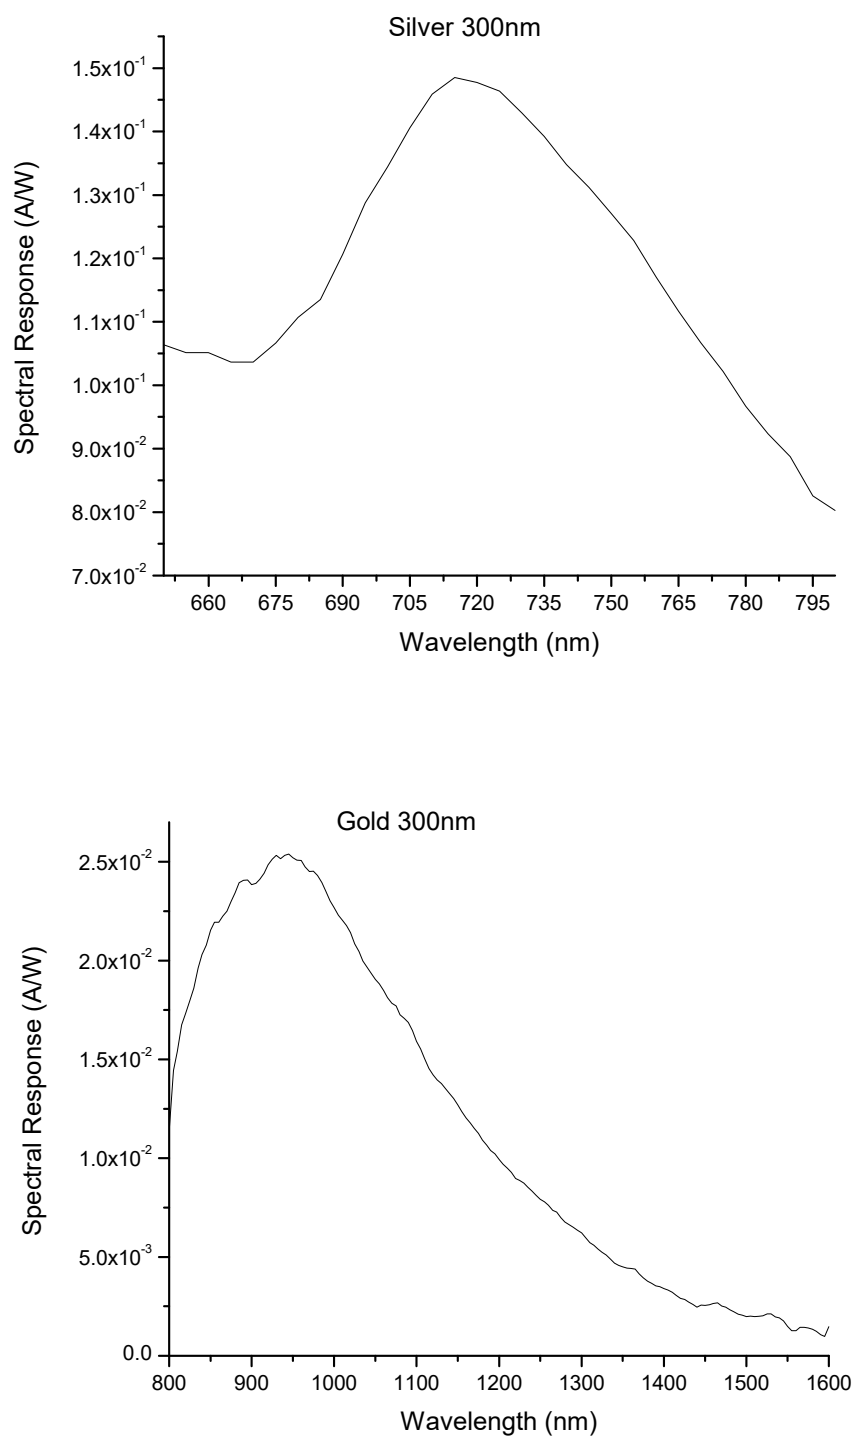 Silver 300nm
1.5x10⁻¹
1.4x10⁻¹
1.3x10⁻¹
1.2x10⁻¹
1.1x10⁻¹
1.0x10⁻¹
9.0x10⁻²
8.0x10⁻²
7.0x10⁻²
Spectral Response (A/W)
660 675 690 705 720 735 750 765 780 795
Wavelength (nm)
Gold 300nm
2.5x10⁻²
2.0x10⁻²
1.5x10⁻²
1.0x10⁻²
5.0x10⁻³
0.0
Spectral Response (A/W)
800 900 1000 1100 1200 1300 1400 1500 1600
Wavelength (nm)